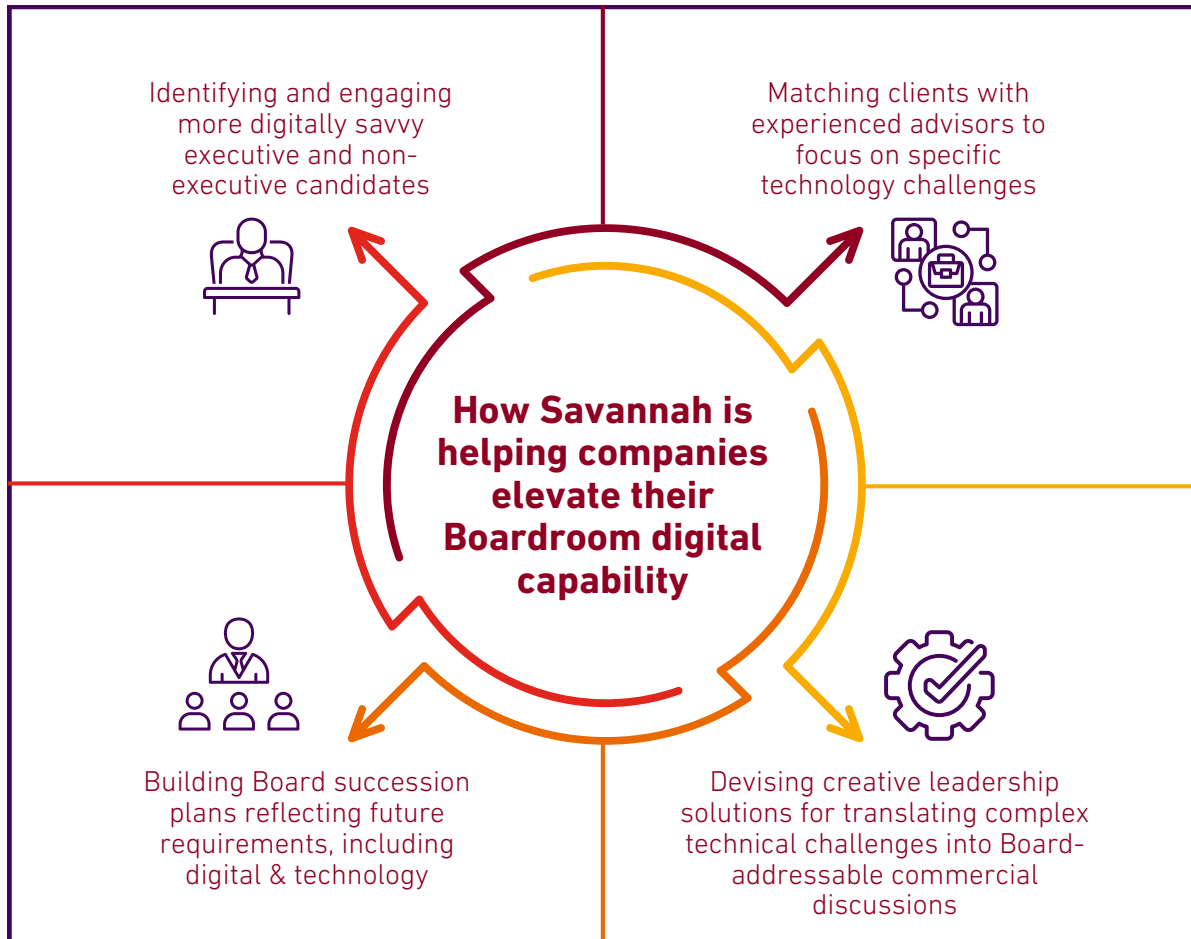 Identifying and engaging
more digitally savvy
executive and non-
executive candidates
Matching clients with
experienced advisors to
focus on specific
technology challenges
How Savannah is
helping companies
elevate their
Boardroom digital
capability
Building Board succession
plans reflecting future
requirements, including
digital & technology
Devising creative leadership
solutions for translating complex
technical challenges into Board-
addressable commercial
discussions